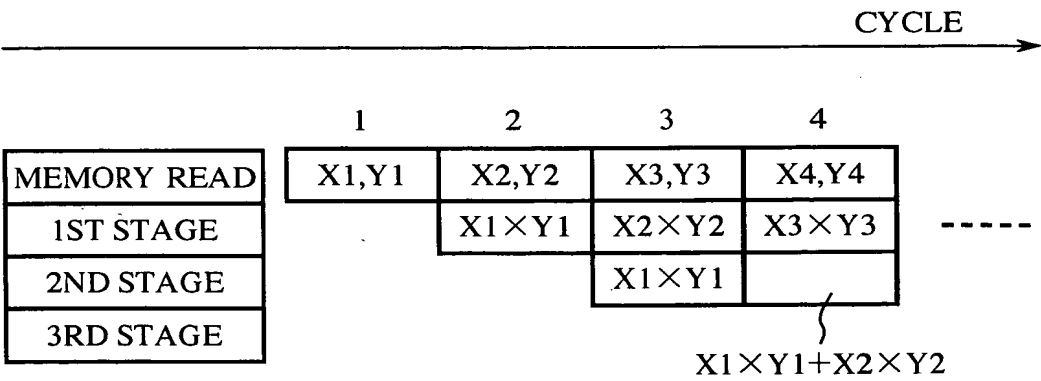 CYCLE
1 2 3 4
MEMORY READ X1,Y1 X2,Y2 X3,Y3 X4,Y4
1ST STAGE X1×Y1 X2×Y2 X3×Y3
2ND STAGE X1×Y1
3RD STAGE
X1×Y1+X2×Y2